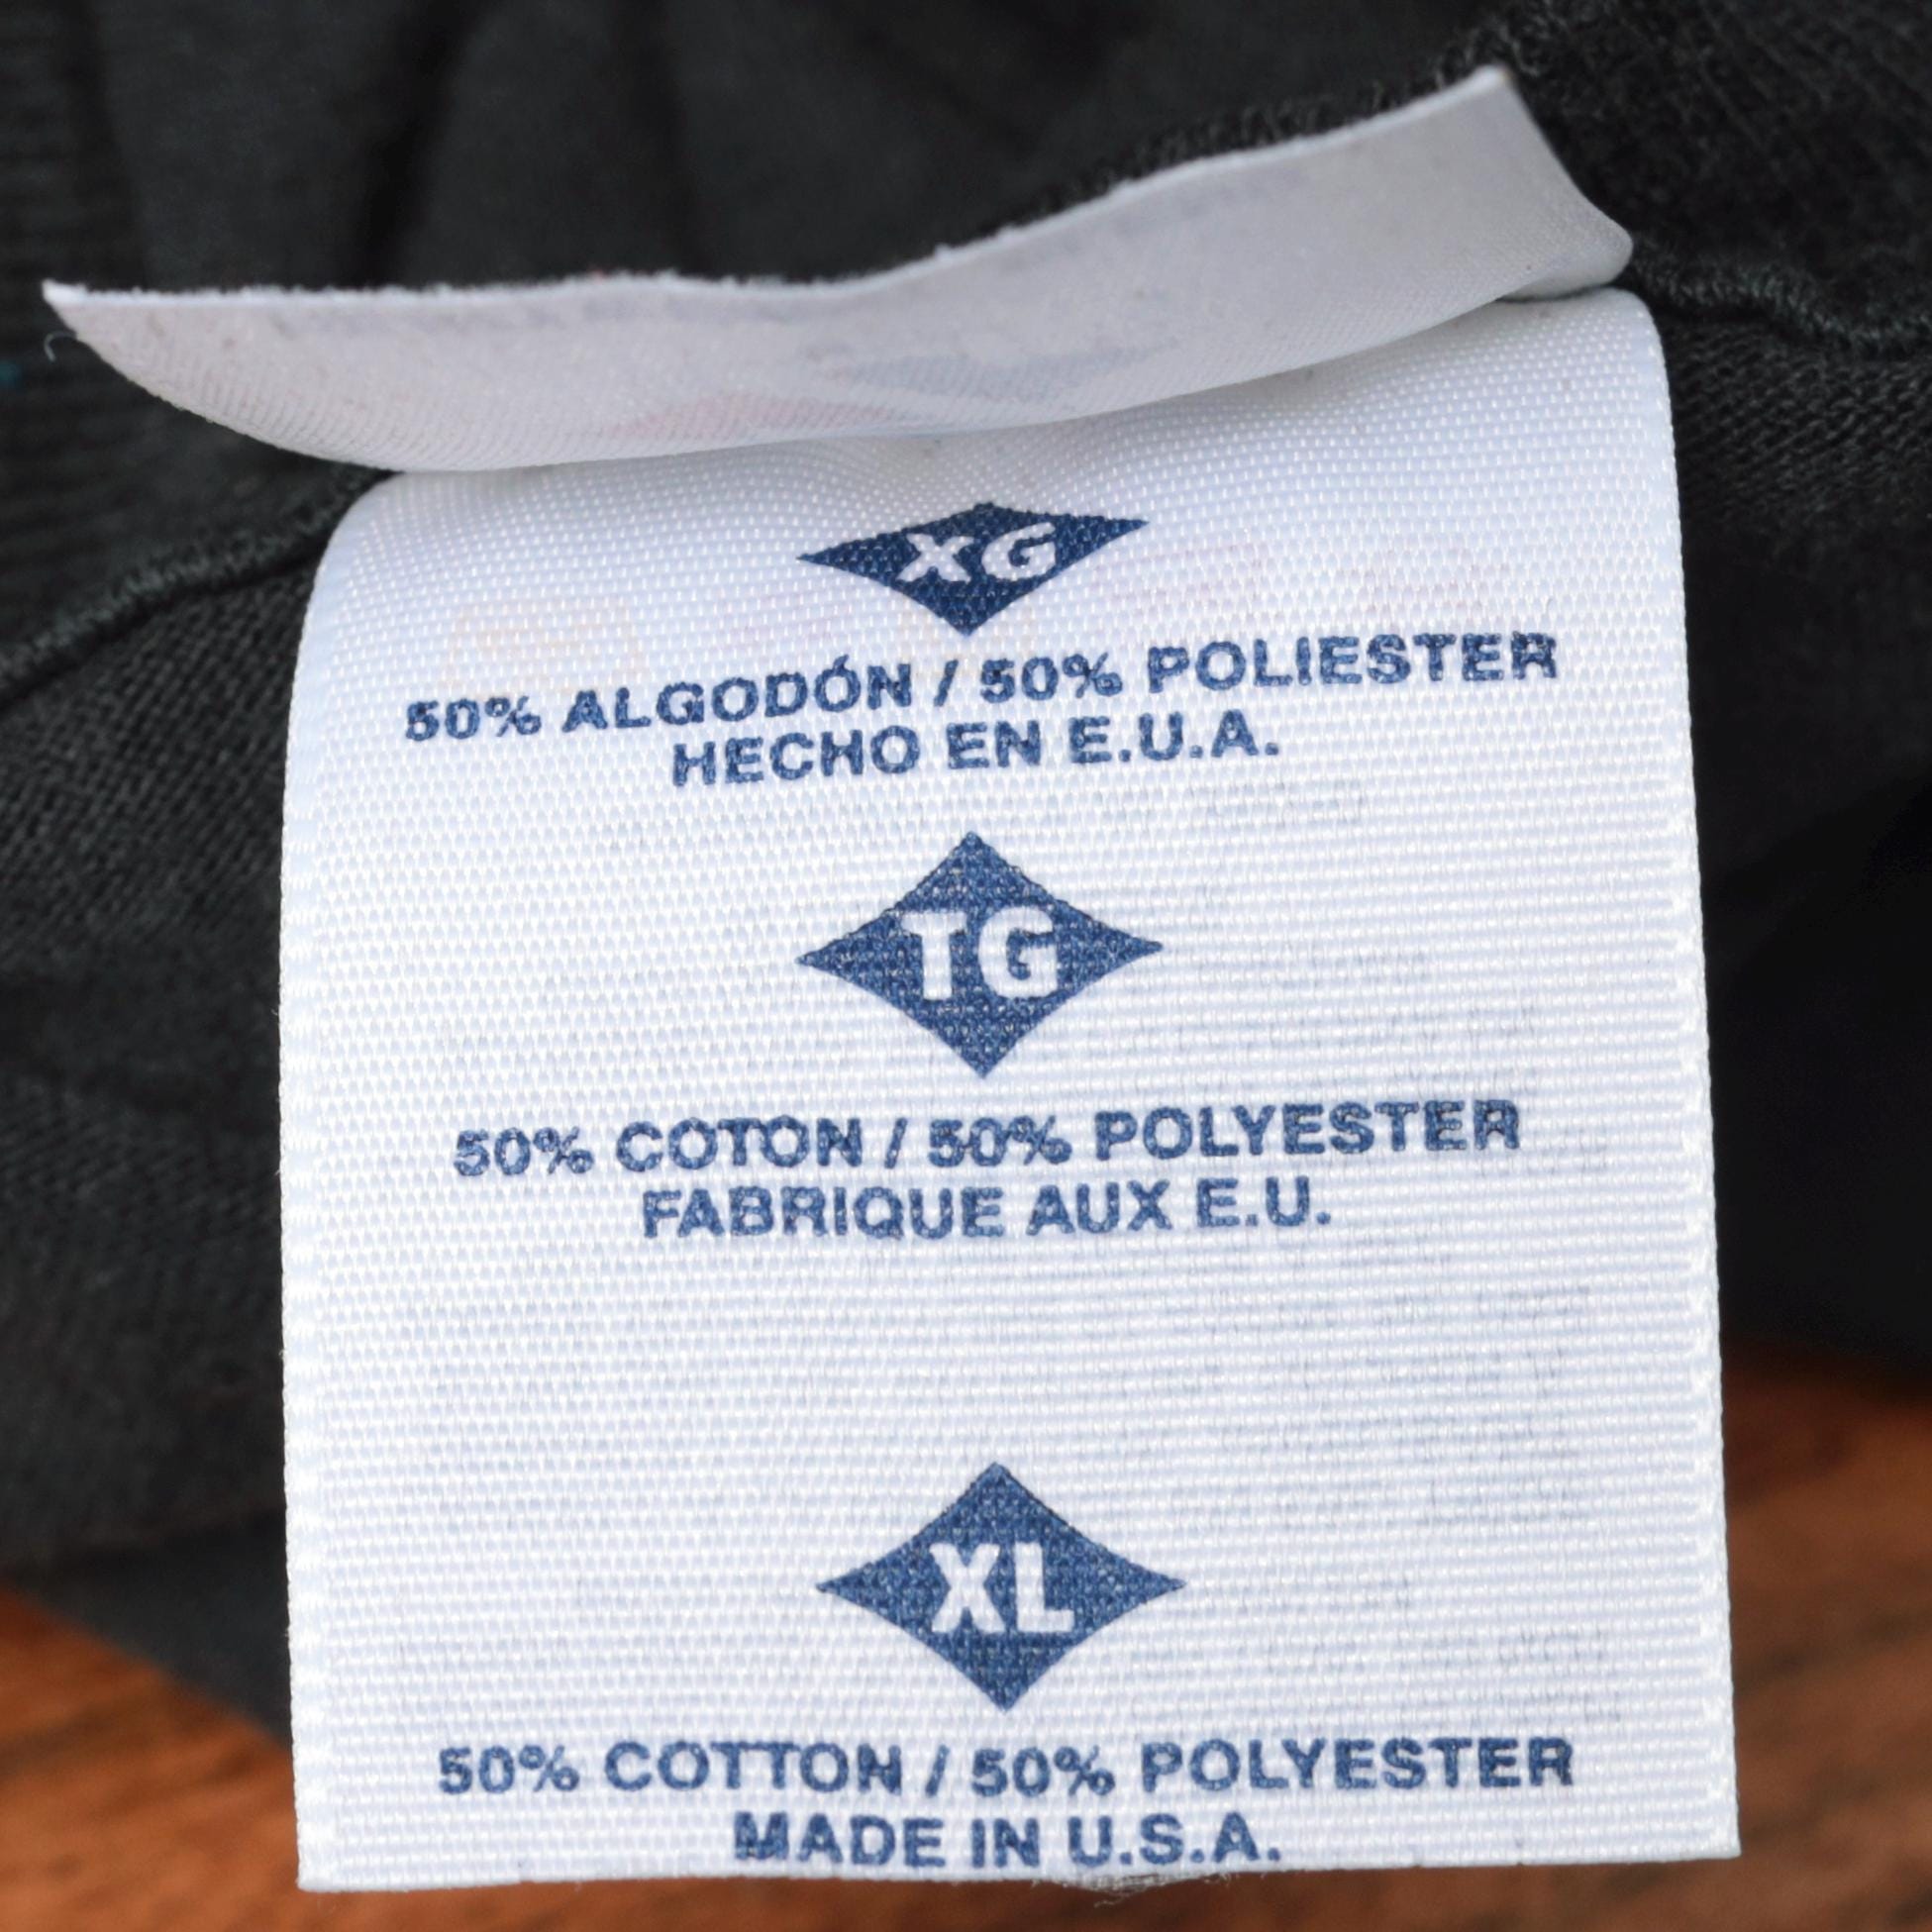 XG
50% ALGODÓN / 50% POLIESTER
HECHO EN E.U.A.
TG
50% COTON / 50% POLYESTER
FABRIQUE AUX E.U.
XL
50% COTTON / 50% POLYESTER
MADE IN U.S.A.